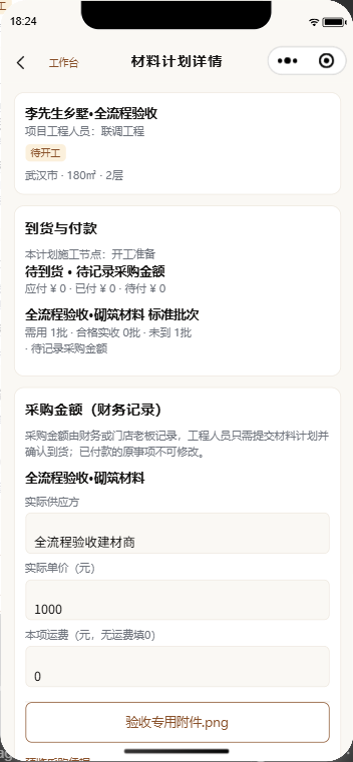 18:24
工作台
材料计划详情
李先生乡墅•全流程验收
项目工程人员：联调工程
待开工
武汉市 · 180㎡ · 2层
到货与付款
本计划施工节点：开工准备
待到货 • 待记录采购金额
应付 ¥ 0 · 已付 ¥ 0 · 待付 ¥ 0
全流程验收•砌筑材料 标准批次
需用 1批 · 合格实收 0批 · 未到 1批
· 待记录采购金额
采购金额（财务记录）
采购金额由财务或门店老板记录，工程人员只需提交材料计划并
确认到货；已付款的原事项不可修改。
全流程验收•砌筑材料
实际供应方
全流程验收建材商
实际单价（元）
1000
本项运费（元，无运费填0）
0
验收专用附件.png